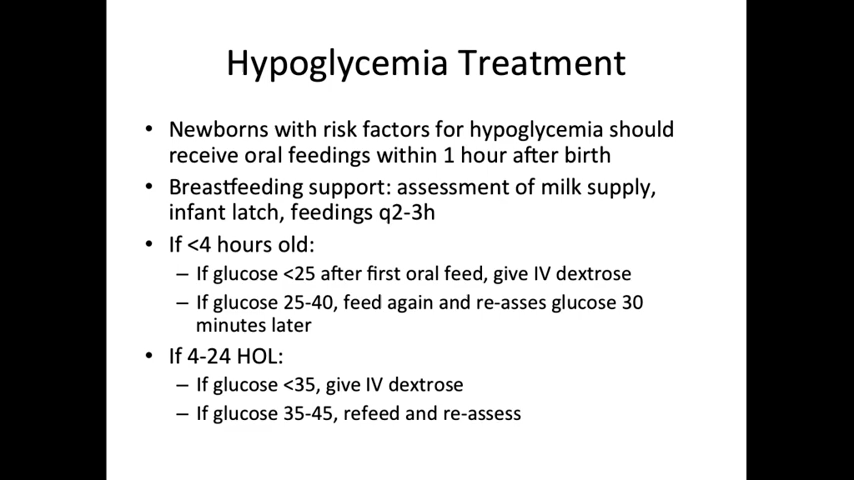 Hypoglycemia Treatment
• Newborns with risk factors for hypoglycemia should
receive oral feedings within 1 hour after birth
• Breastfeeding support: assessment of milk supply,
infant latch, feedings q2-3h
• If <4 hours old:
– If glucose <25 after first oral feed, give IV dextrose
– If glucose 25-40, feed again and re-asses glucose 30
minutes later
• If 4-24 HOL:
– If glucose <35, give IV dextrose
– If glucose 35-45, refeed and re-assess